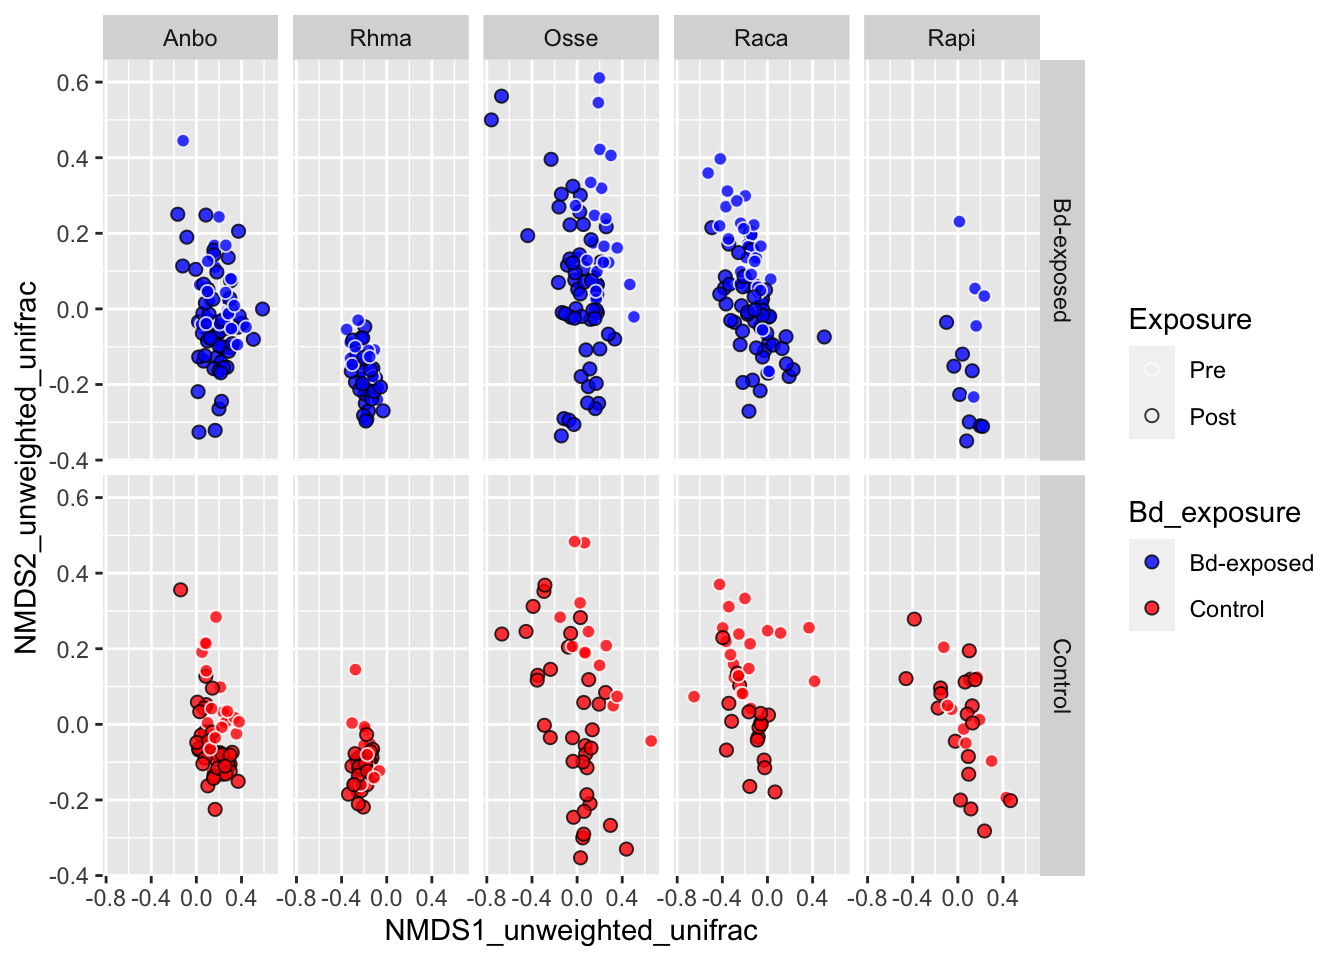 Anbo Rhma Osse Raca Rapi
0.6
0.4
0.2
0.0
-0.2
-0.4
Bd-exposed
0.6
0.4
0.2
0.0
-0.2
-0.4
Control
NMDS2_unweighted_unifrac
-0.8 -0.4 0.0 0.4 -0.8 -0.4 0.0 0.4 -0.8 -0.4 0.0 0.4 -0.8 -0.4 0.0 0.4 -0.8 -0.4 0.0 0.4
NMDS1_unweighted_unifrac
Exposure
Pre
Post
Bd_exposure
Bd-exposed
Control